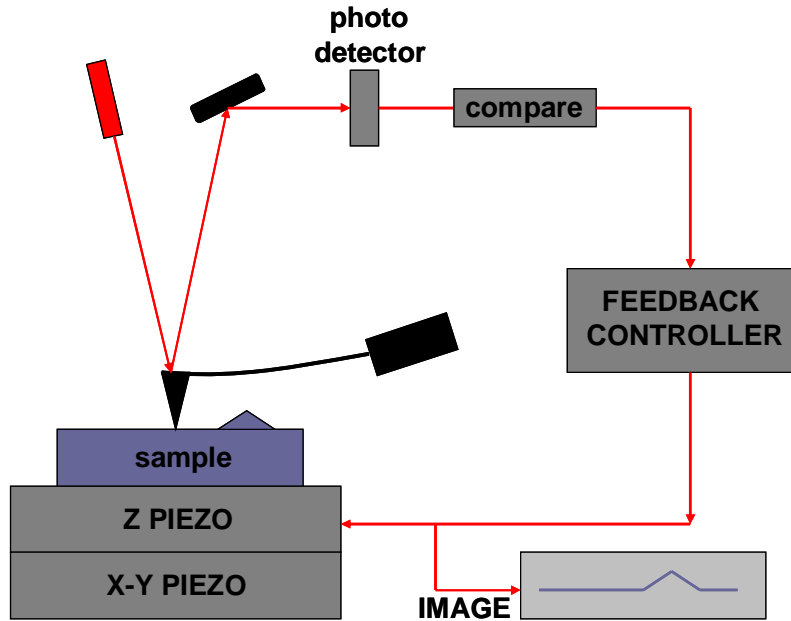 photo
detector
compare
FEEDBACK
CONTROLLER
sample
Z PIEZO
X-Y PIEZO
IMAGE